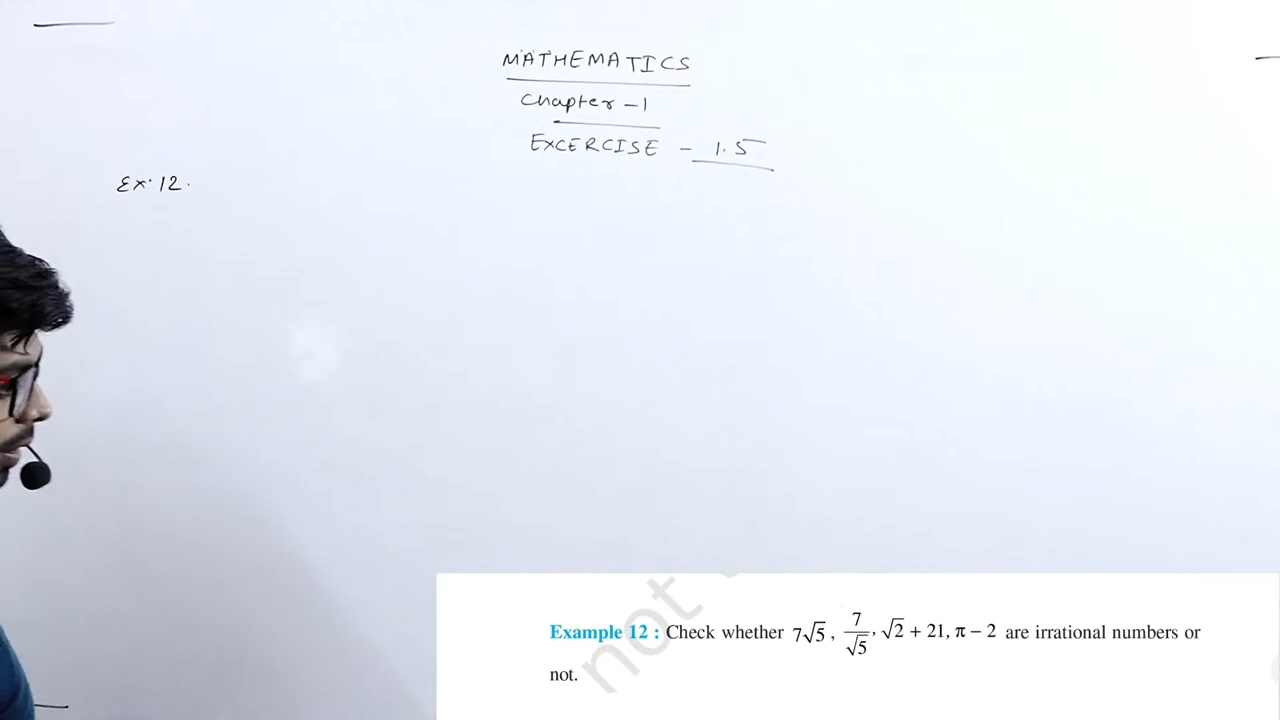 MATHEMATICS
Chapter - 1
EXCERCISE - 1.5
Ex. 12.
not
Example 12 : Check whether 7√5, 7/√5, √2 + 21, π − 2 are irrational numbers or
not.